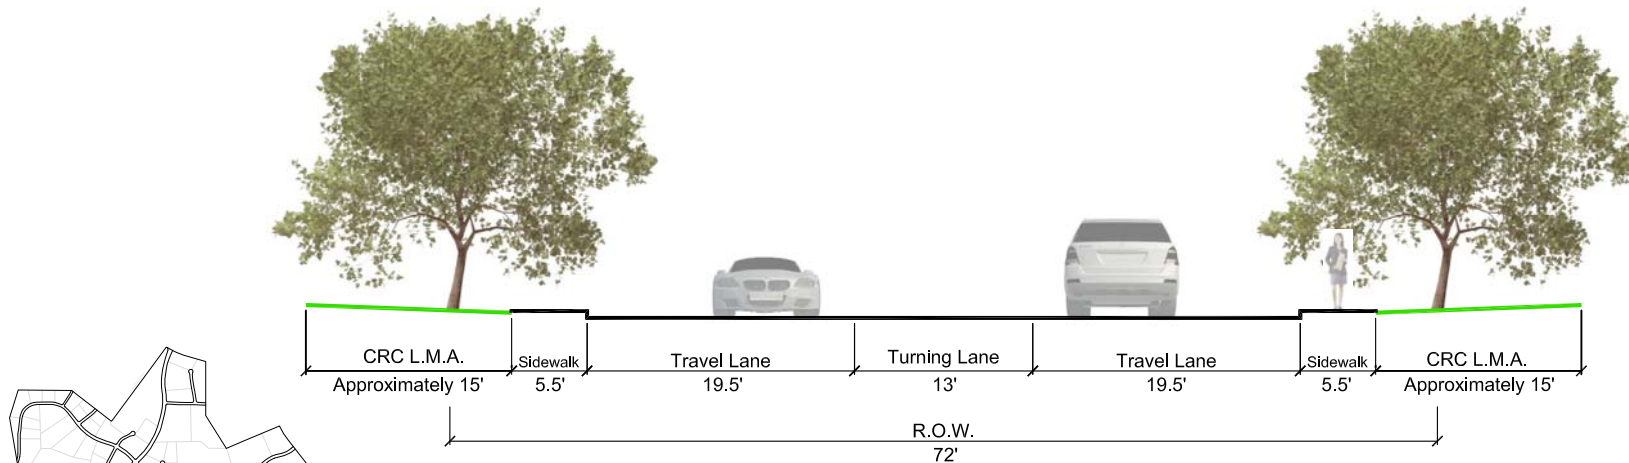 CRC L.M.A. Sidewalk Travel Lane Turning Lane Travel Lane Sidewalk CRC L.M.A.
Approximately 15' 5.5' 19.5' 13' 19.5' 5.5' Approximately 15'
R.O.W.
72'